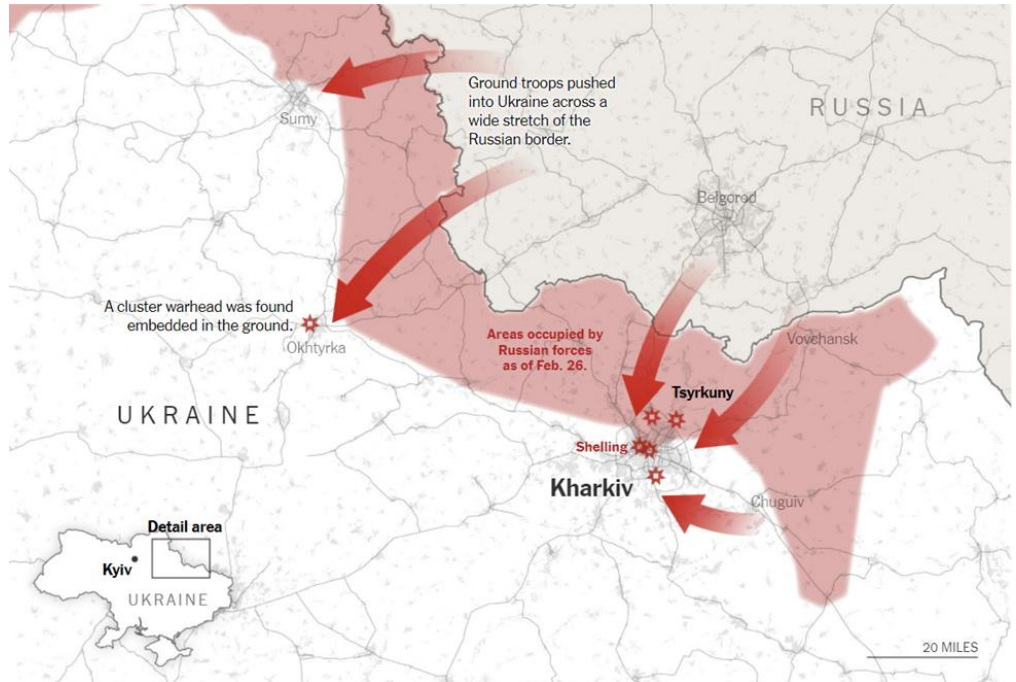 Ground troops pushed
into Ukraine across a
wide stretch of the
Russian border.
RUSSIA
Sumy
Belgorod
A cluster warhead was found
embedded in the ground.
Okhtyrka
Areas occupied by
Russian forces
as of Feb. 26.
Vovchansk
Tsyrkuny
UKRAINE
Shelling
Kharkiv
Chuguiv
Detail area
Kyiv
UKRAINE
20 MILES